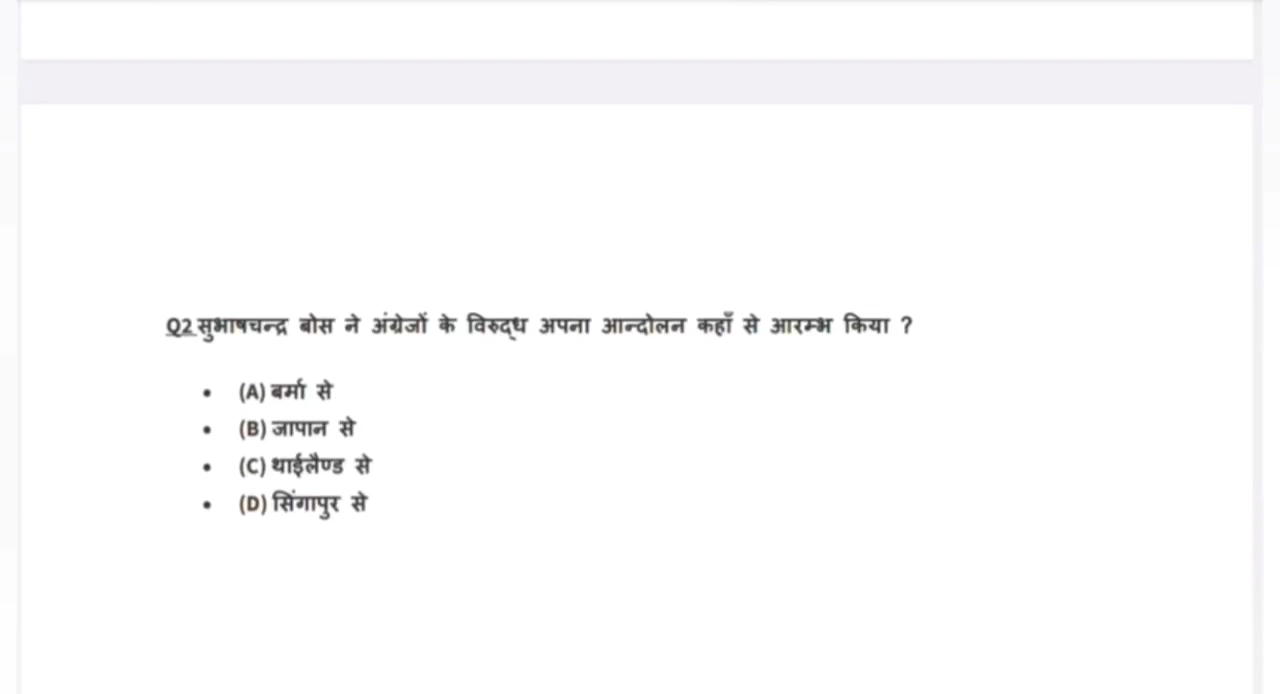 Q2 सुभाषचन्द्र बोस ने अंग्रेजों के विरुद्ध अपना आन्दोलन कहाँ से आरम्भ किया ?
• (A) बर्मा से
• (B) जापान से
• (C) थाईलैण्ड से
• (D) सिंगापुर से